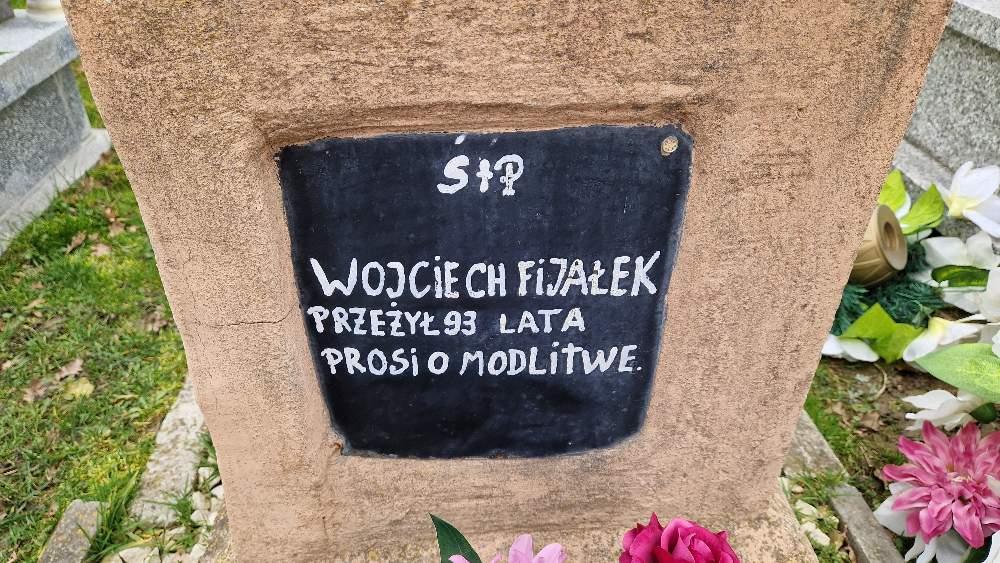 Ś†P
WOJCIECH FIJAŁEK
PRZEŻYŁ 93 LATA
PROSI O MODLITWE.